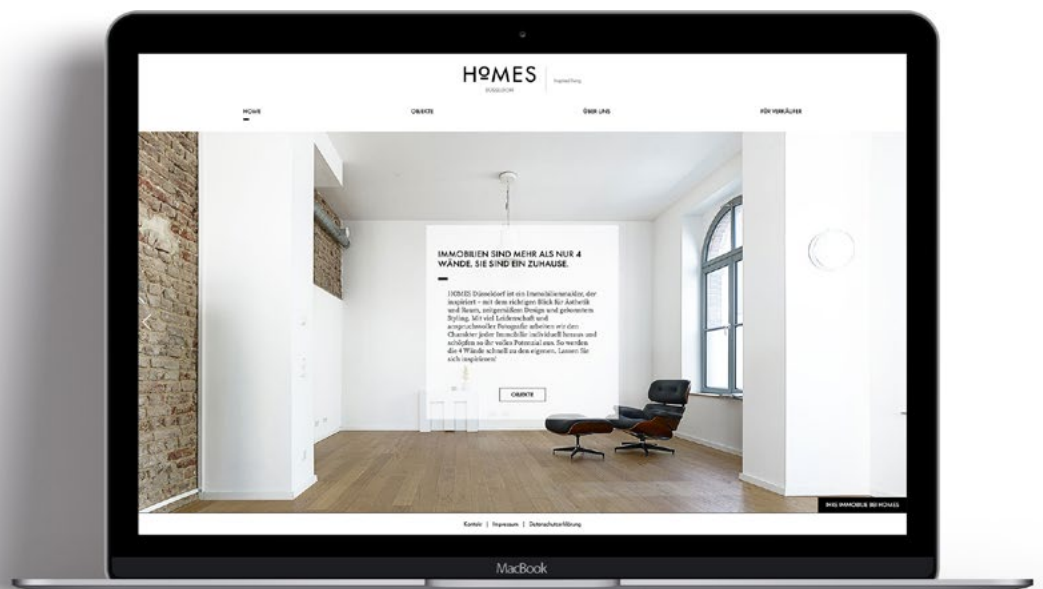 HOMES
DÜSSELDORF
Inspired living
HOME OBJEKTE ÜBER UNS FÜR VERKÄUFER
IMMOBILIEN SIND MEHR ALS NUR 4
WÄNDE. SIE SIND EIN ZUHAUSE.
HOMES Düsseldorf ist ein Immobilienmakler, der
inspiriert – mit dem richtigen Blick für Ästhetik
und Raum, zeitgemäßem Design und gekonntem
Styling. Mit viel Leidenschaft und
anspruchsvoller Fotografie arbeiten wir den
Charakter jeder Immobilie individuell heraus und
schöpfen so ihr volles Potenzial aus. So werden
die 4 Wände schnell zu den eigenen. Lassen Sie
sich inspirieren!
OBJEKTE
IHRE IMMOBILIE BEI HOMES
Kontakt | Impressum | Datenschutzerklärung
MacBook